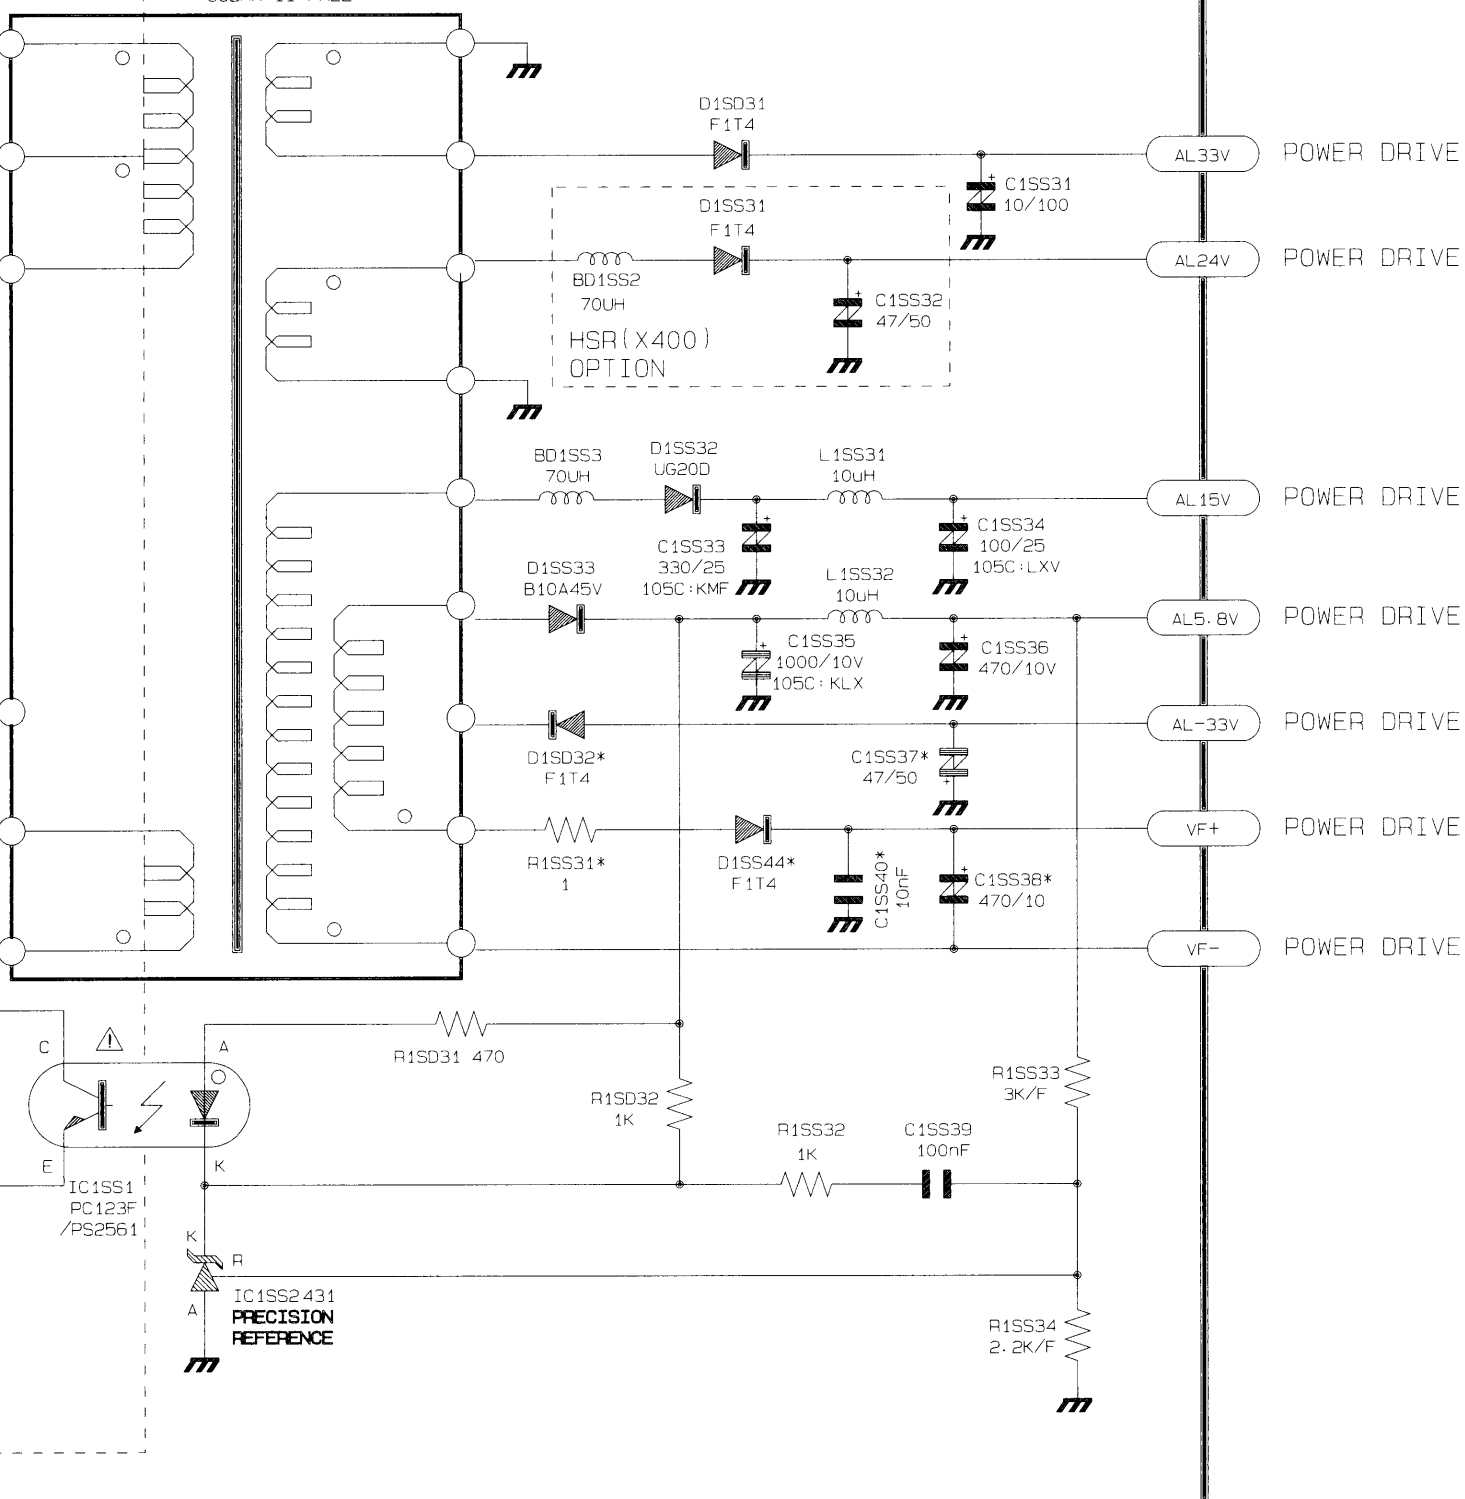 D1SD31
F1T4
AL33V POWER DRIVE
C1SS31
10/100
D1SS31
F1T4
AL24V POWER DRIVE
BD1SS2
70UH
C1SS32
47/50
HSR(X400)
OPTION
BD1SS3
70UH
D1SS32
UG20D
L1SS31
10uH
AL15V POWER DRIVE
C1SS33
330/25
105C:KMF
C1SS34
100/25
105C:LXV
D1SS33
B10A45V
L1SS32
10uH
AL5.8V POWER DRIVE
C1SS35
1000/10V
105C:KLX
C1SS36
470/10V
AL-33V POWER DRIVE
D1SD32*
F1T4
C1SS37*
47/50
VF+ POWER DRIVE
R1SS31*
1
D1SS44*
F1T4
C1SS40*
10nF
C1SS38*
470/10
VF- POWER DRIVE
C
A
R1SD31 470
R1SD32
1K
R1SS33
3K/F
R1SS32
1K
C1SS39
100nF
E
K
IC1SS1
PC123F
/PS2561
K
R
A
IC1SS2431
PRECISION
REFERENCE
R1SS34
2.2K/F